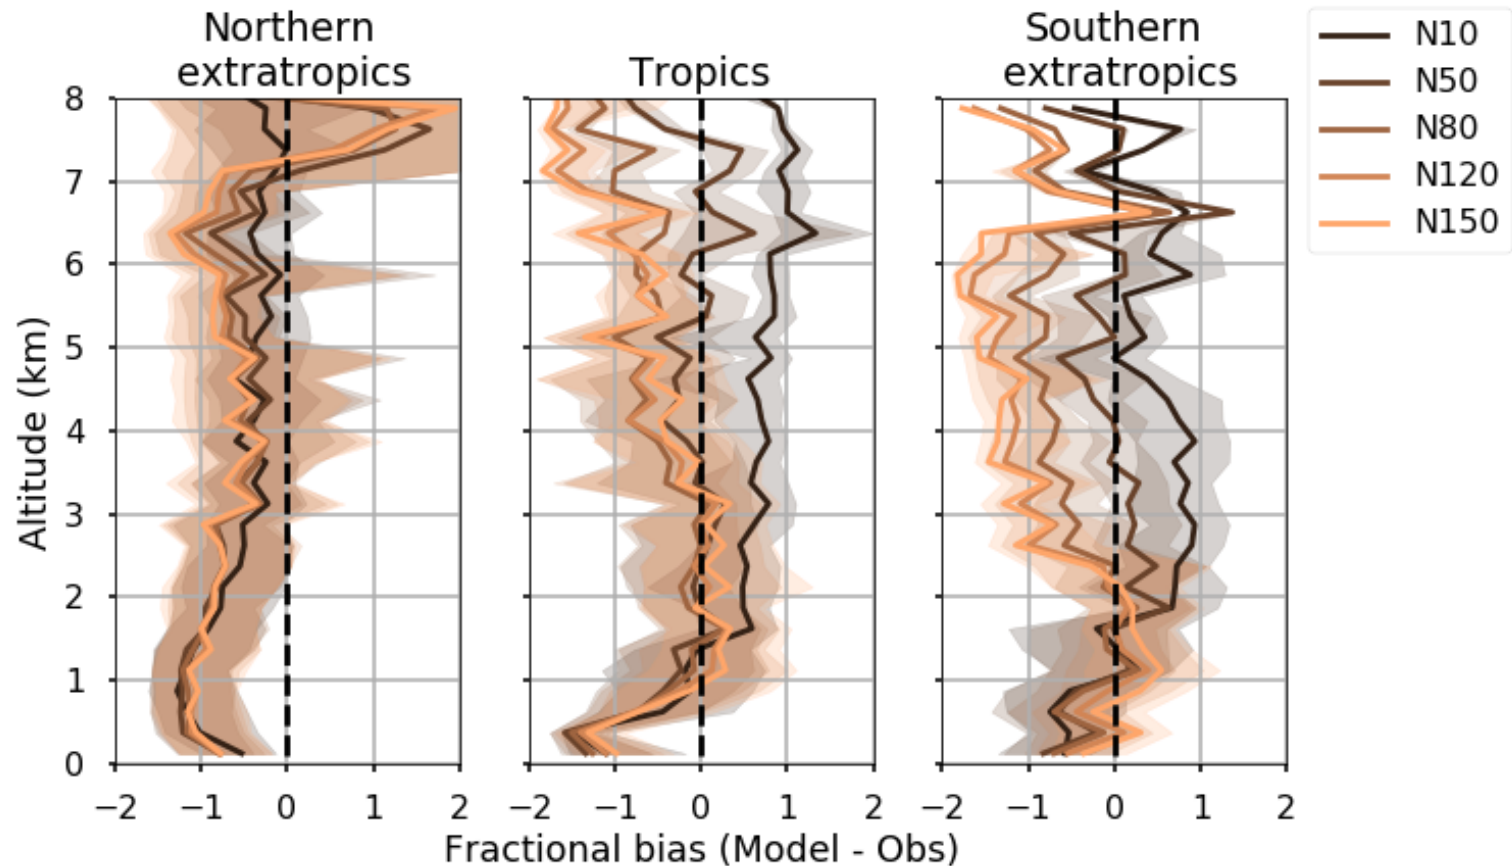 Northern
extratropics
Tropics
Southern
extratropics
N10
N50
N80
N120
N150
Altitude (km)
8
7
6
5
4
3
2
1
0
−2 −1 0 1 2
−2 −1 0 1 2
−2 −1 0 1 2
Fractional bias (Model - Obs)